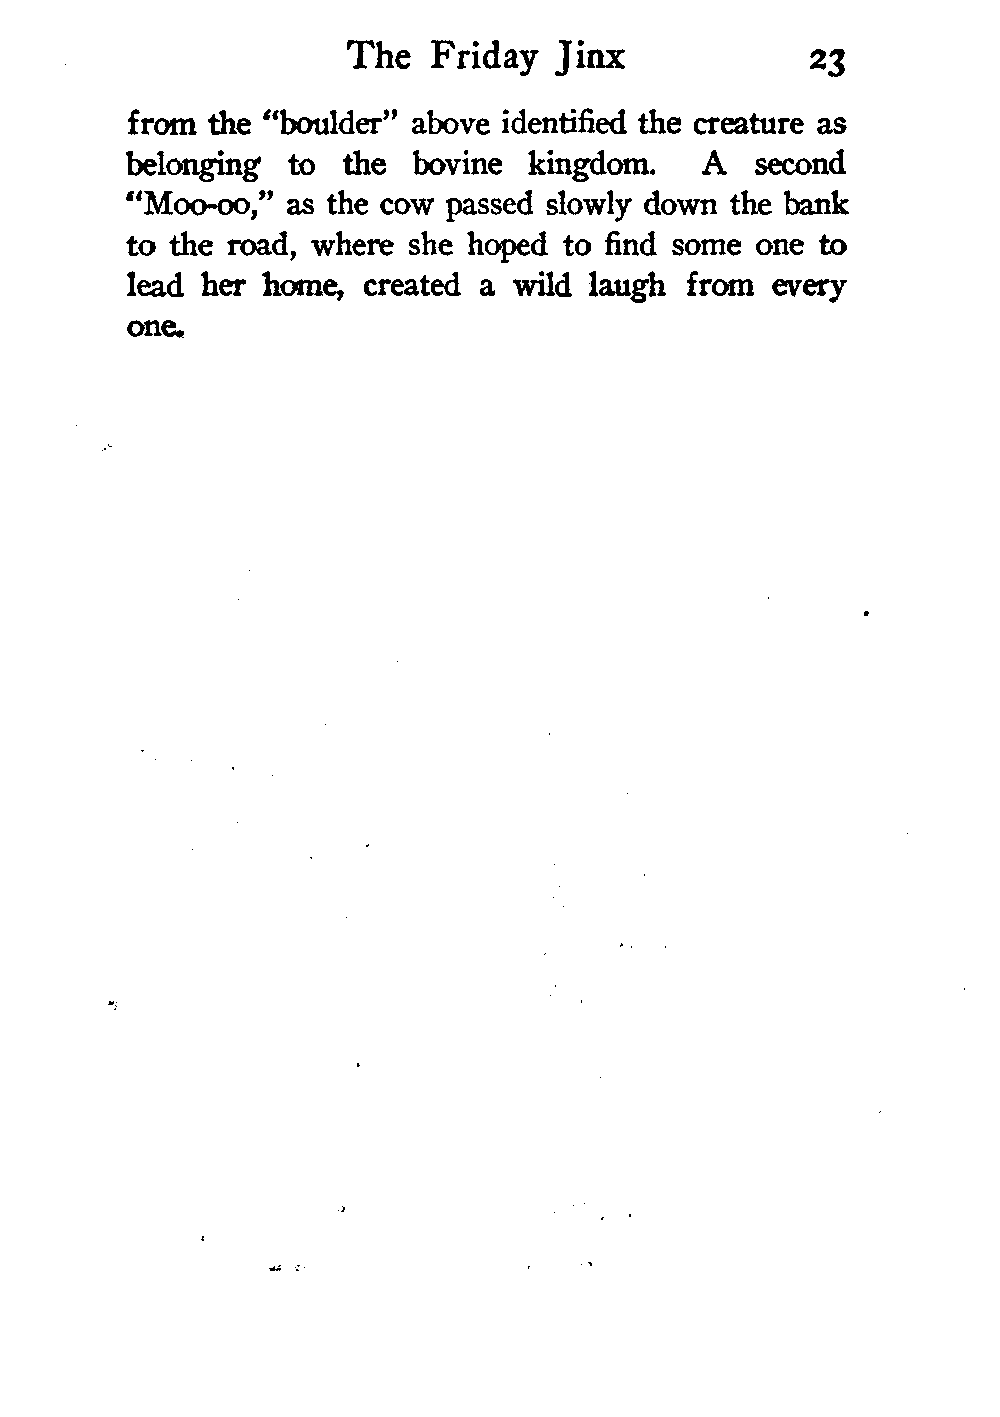 The Friday Jinx 23
from the "boulder" above identified the creature as
belonging to the bovine kingdom. A second
"Moo-oo," as the cow passed slowly down the bank
to the road, where she hoped to find some one to
lead her home, created a wild laugh from every
one.